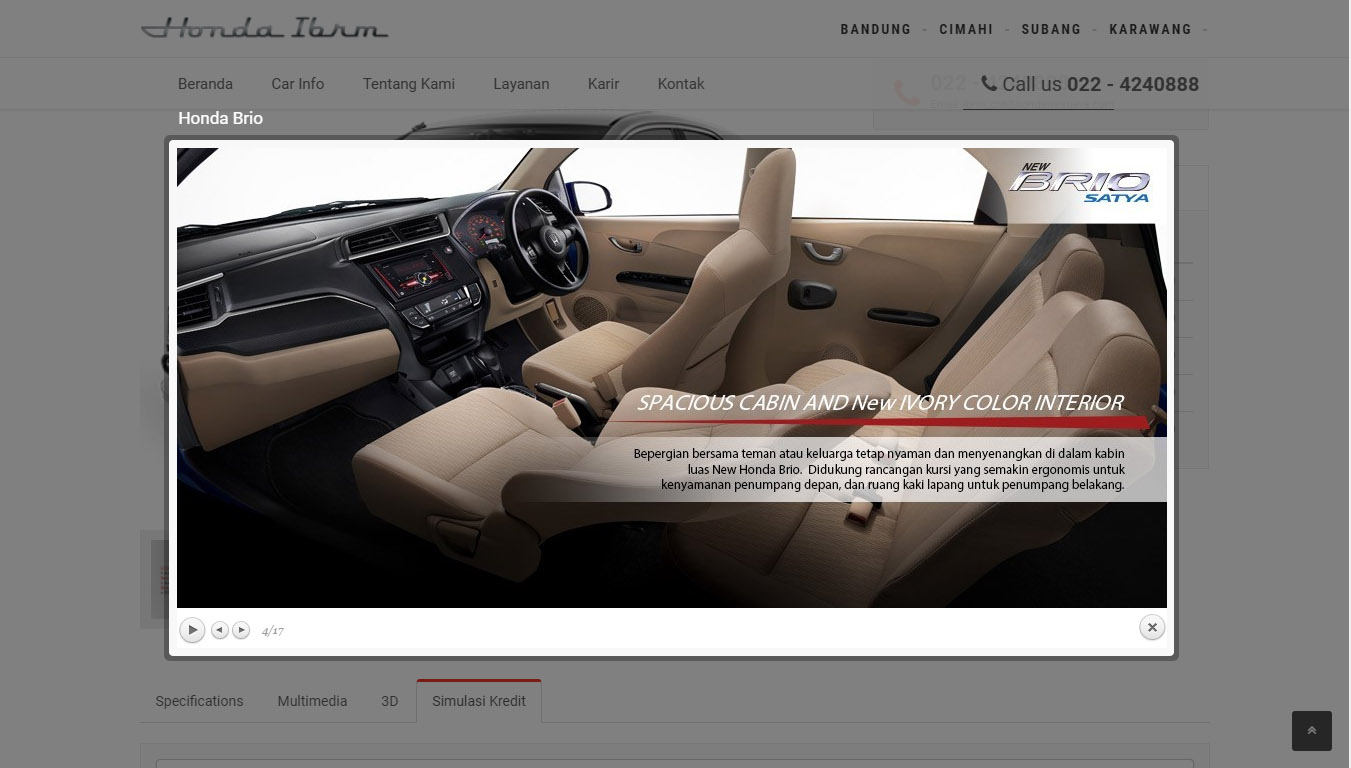 Honda Ibrm
BANDUNG - CIMAHI - SUBANG - KARAWANG -
Beranda Car Info Tentang Kami Layanan Karir Kontak
Call us 022 - 4240888
Honda Brio
NEW
BRIO
SATYA
SPACIOUS CABIN AND New IVORY COLOR INTERIOR
Bepergian bersama teman atau keluarga tetap nyaman dan menyenangkan di dalam kabin
luas New Honda Brio. Didukung rancangan kursi yang semakin ergonomis untuk
kenyamanan penumpang depan, dan ruang kaki lapang untuk penumpang belakang.
4/17
Specifications Multimedia 3D Simulasi Kredit